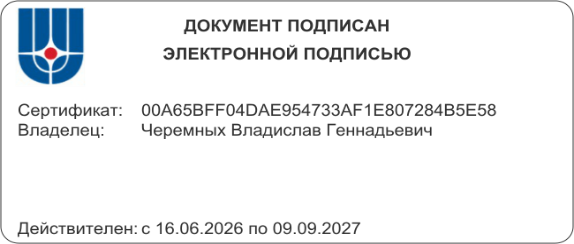 ДОКУМЕНТ ПОДПИСАН
ЭЛЕКТРОННОЙ ПОДПИСЬЮ
Сертификат: 00A65BFF04DAE954733AF1E807284B5E58
Владелец: Черемных Владислав Геннадьевич
Действителен: с 16.06.2026 по 09.09.2027